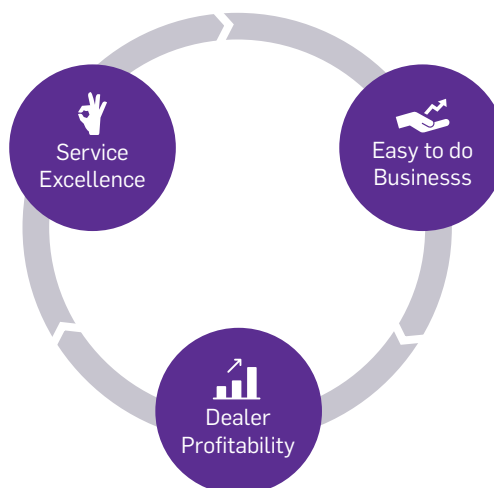 Service
Excellence
Easy to do
Businesss
Dealer
Profitability